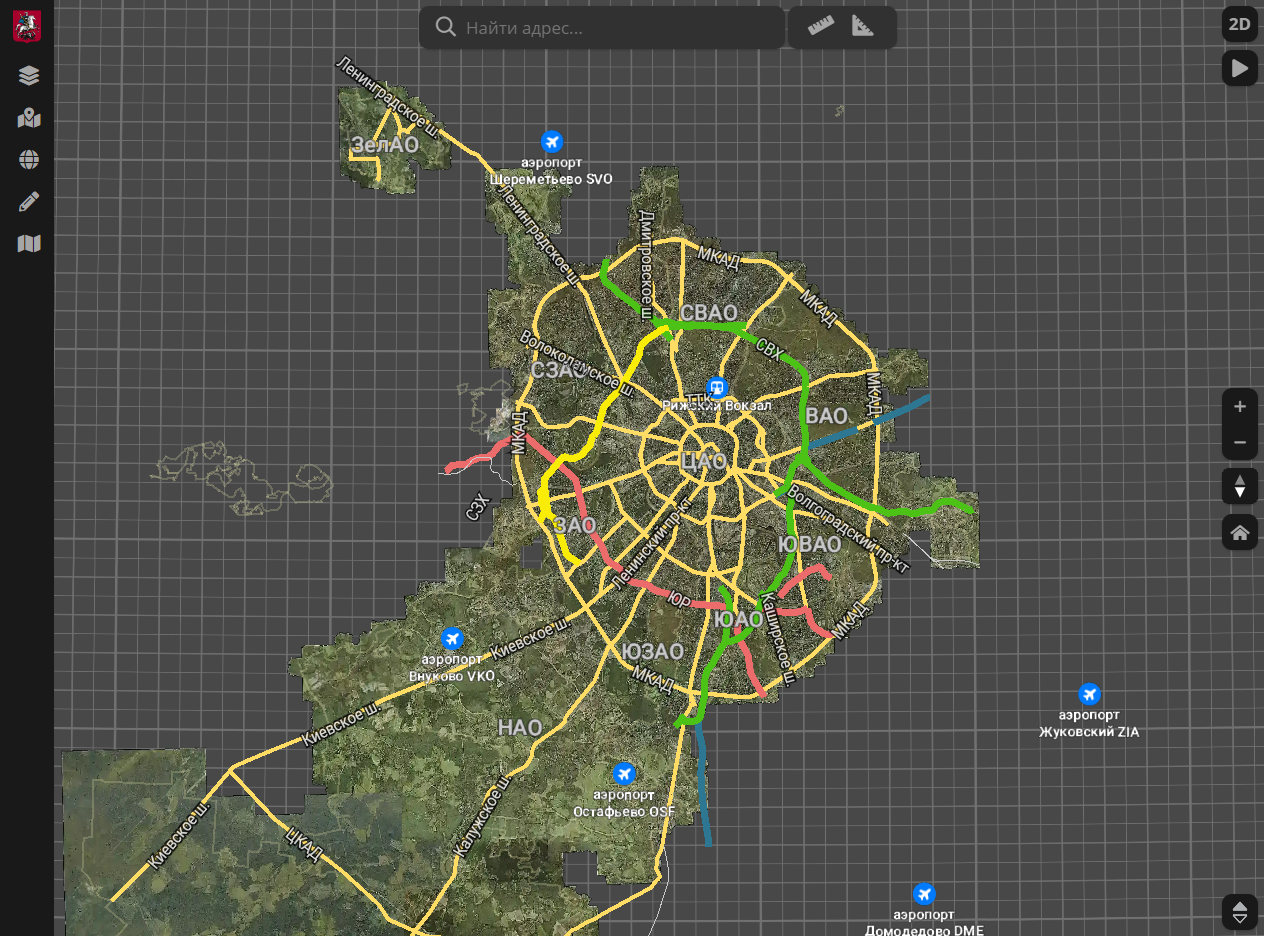 Найти адрес...
2D
Ленинградское ш.
ЗелАО
аэропорт
Шереметьево SVO
Ленинградское ш.
Дмитровское ш.
МКАД
МКАД
СВАО
СВХ
Волоколамское ш.
СЗАО
МКАД
ТТК
Рижский Вокзал
ВАО
МКАД
ЦАО
СЗХ
ЗАО
Волгоградский пр-кт
Ленинский пр-кт
ЮВАО
ЮР
Каширское ш.
ЮАО
МКАД
Киевское ш.
аэропорт
Внуково VKO
ЮЗАО
МКАД
Киевское ш.
НАО
аэропорт
Жуковский ZIA
аэропорт
Остафьево OSF
Калужское ш.
Киевское ш.
ЦКАД
аэропорт
Домодедово DME